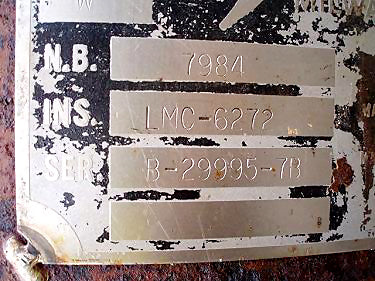 W
N.B. 7984
INS. LMC-6272
SER B-29995-7B